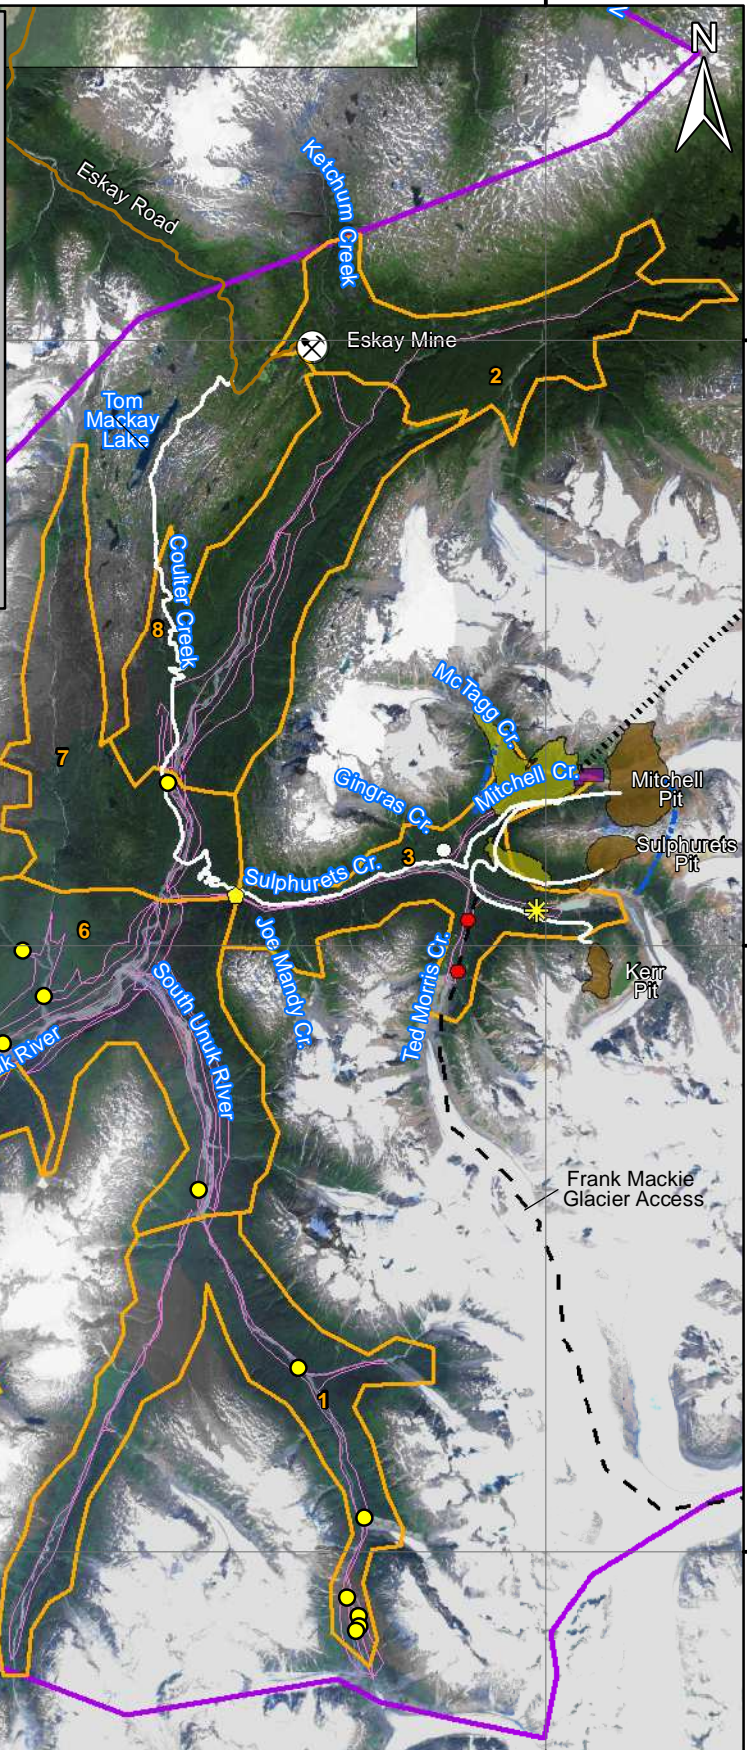 N
Ketchum Creek
Eskay Road
Eskay Mine
2
Tom
Mackay
Lake
Coulter Creek
8
McTagg Cr.
7
Mitchell Cr.
Mitchell
Pit
Gingras Cr.
Sulphurets
Pit
3
Sulphurets Cr.
6
Joe Mandy Cr.
Ted Morris Cr.
Kerr
Pit
South Unuk RIver
River
Frank Mackie
Glacier Access
1